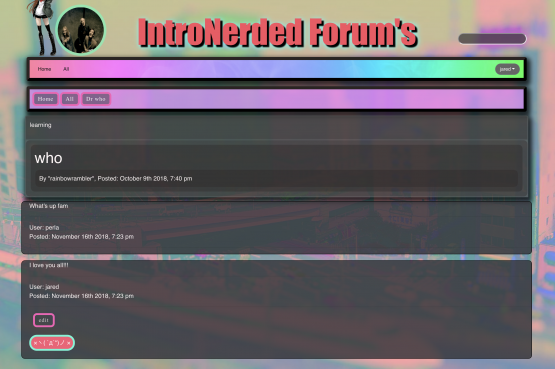 IntroNerded Forum's
Home All jared
Home All Dr who
learning
who
By "rainbowrambler", Posted: October 9th 2018, 7:40 pm
What's up fam
User: perla
Posted: November 16th 2018, 7:23 pm
I love you all!!!
User: jared
Posted: November 16th 2018, 7:23 pm
edit